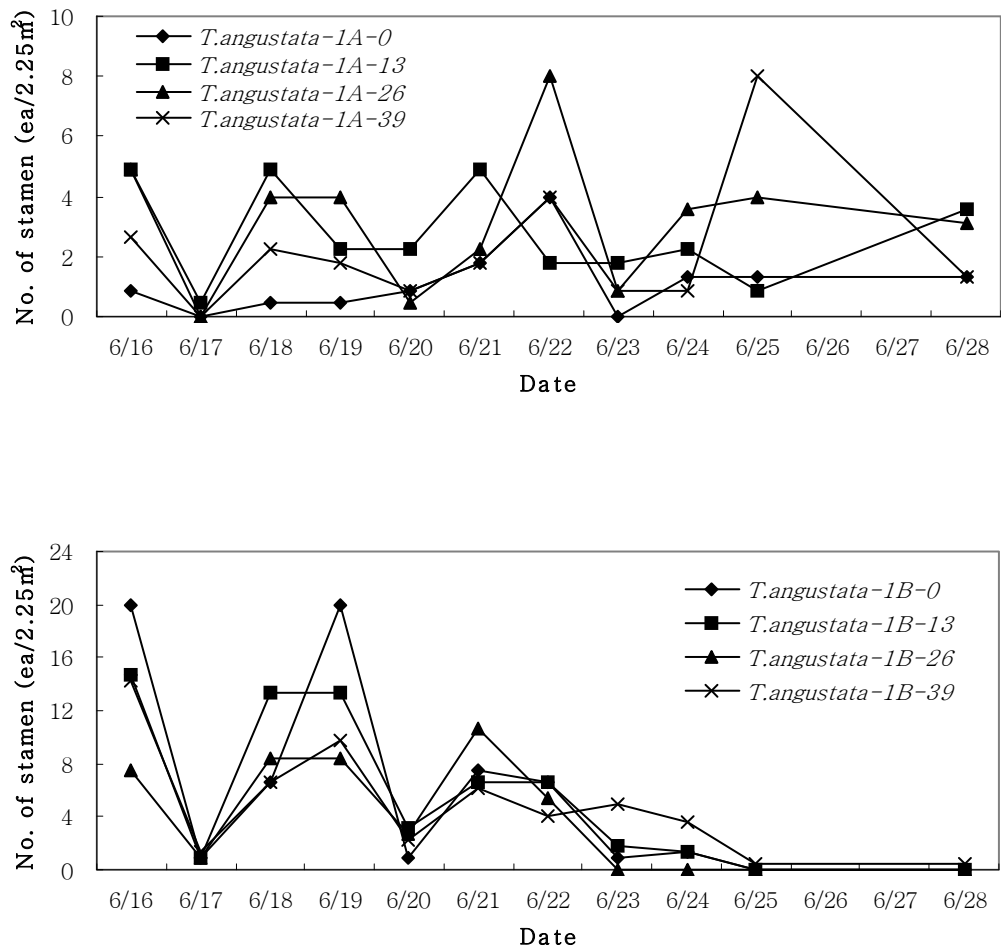 No. of stamen (ea/2.25㎡)
10
8
6
4
2
0
T.angustata-1A-0
T.angustata-1A-13
T.angustata-1A-26
T.angustata-1A-39
6/16 6/17 6/18 6/19 6/20 6/21 6/22 6/23 6/24 6/25 6/26 6/27 6/28
Date
No. of stamen (ea/2.25㎡)
24
20
16
12
8
4
0
T.angustata-1B-0
T.angustata-1B-13
T.angustata-1B-26
T.angustata-1B-39
6/16 6/17 6/18 6/19 6/20 6/21 6/22 6/23 6/24 6/25 6/26 6/27 6/28
Date